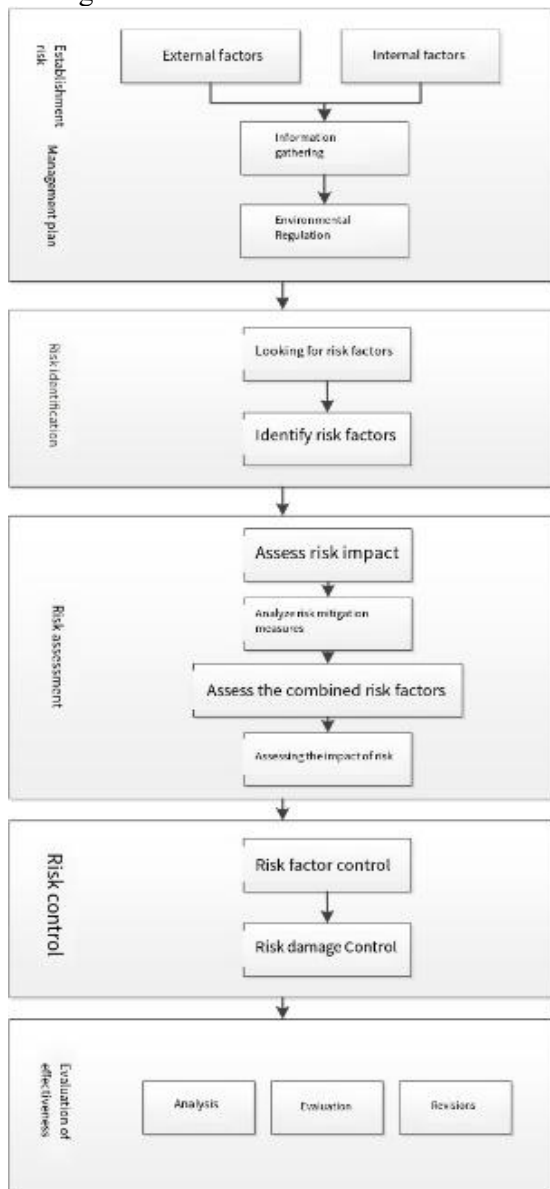 Establishment
risk
Management plan
External factors
Internal factors
Information
gathering
Environmental
Regulation
Risk identification
Looking for risk factors
Identify risk factors
Risk assessment
Assess risk impact
Analyze risk mitigation
measures
Assess the combined risk factors
Assessing the impact of risk
Risk control
Risk factor control
Risk damage Control
Evaluation of
effectiveness
Analysis
Evaluation
Revisions